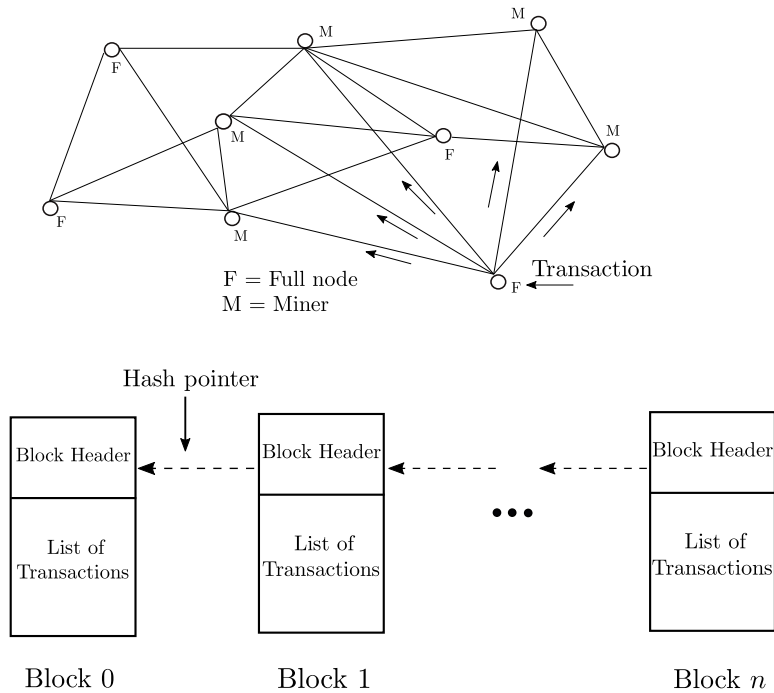 M
M
F
M
M
F
F
M
Transaction
F
F = Full node
M = Miner
Hash pointer
Block Header
Block Header
Block Header
List of
Transactions
List of
Transactions
List of
Transactions
Block 0
Block 1
Block n